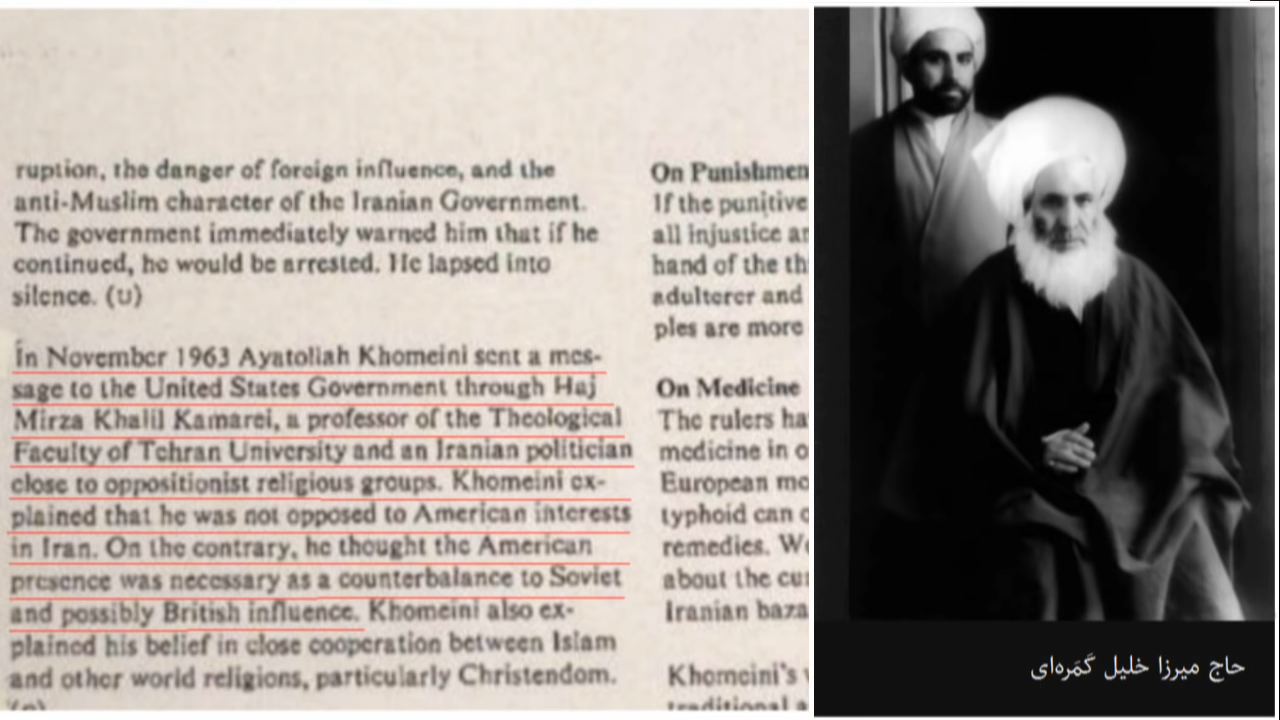 ruption, the danger of foreign influence, and the
anti-Muslim character of the Iranian Government.
The government immediately warned him that if he
continued, he would be arrested. He lapsed into
silence. (U)
In November 1963 Ayatollah Khomeini sent a mes-
sage to the United States Government through Haj
Mirza Khalil Kamarei, a professor of the Theological
Faculty of Tehran University and an Iranian politician
close to oppositionist religious groups. Khomeini ex-
plained that he was not opposed to American interests
in Iran. On the contrary, he thought the American
presence was necessary as a counterbalance to Soviet
and possibly British influence. Khomeini also ex-
plained his belief in close cooperation between Islam
and other world religions, particularly Christendom.
On Punishmen
If the punitive
all injustice ar
hand of the th
adulterer and
ples are more
On Medicine
The rulers ha
medicine in o
European mo
typhoid can c
remedies. We
about the cur
Iranian baza
Khomeini's
traditional a
حاج میرزا خلیل گَمَره‌ای